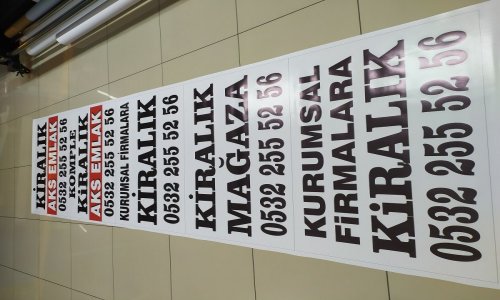 KİRALIK
AKS EMLAK
0532 255 52 56
KOMPLE
KİRALIK
AKS EMLAK
0532 255 52 56
KURUMSAL FİRMALARA
KİRALIK
0532 255 52 56
KİRALIK
MAĞAZA
0532 255 52 56
KURUMSAL
FİRMALARA
KİRALIK
0532 255 52 56